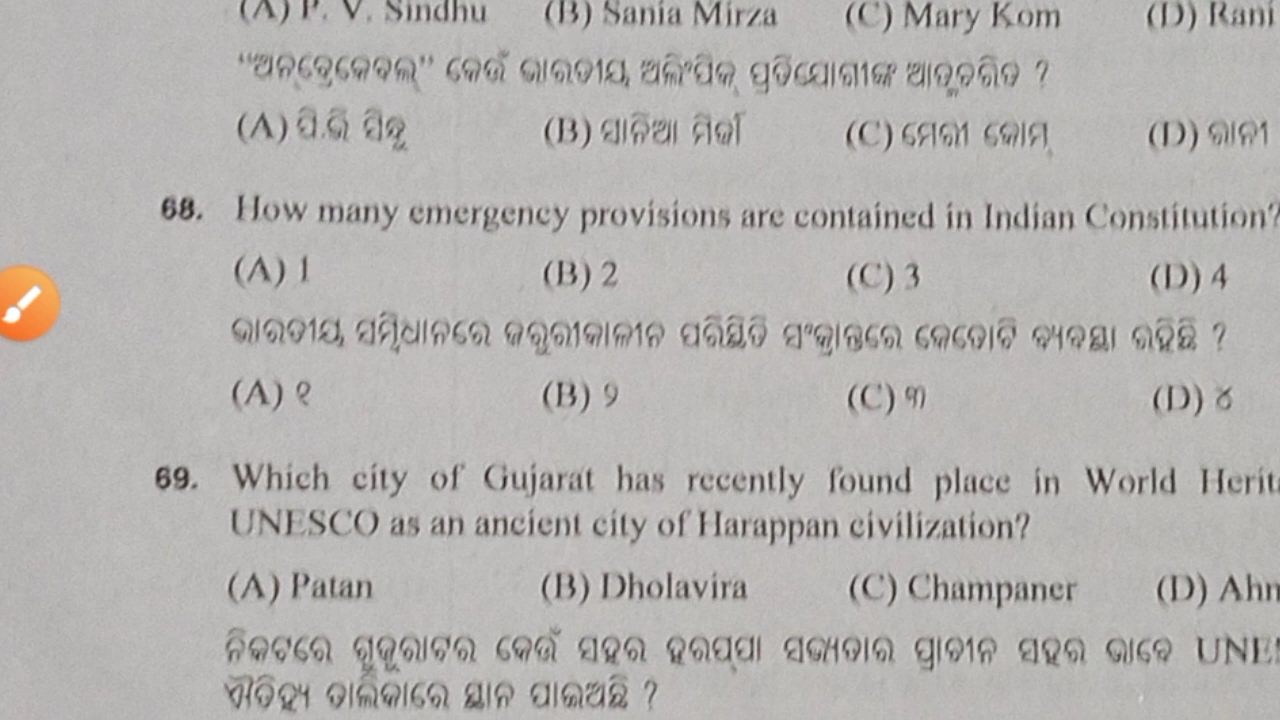 (A) P. V. Sindhu (B) Sania Mirza (C) Mary Kom (D) Rani
“ଅନ୍‌ବ୍ରେକେବଲ୍” କେଉଁ ଭାରତୀୟ ଅଲିଂପିକ୍ ପ୍ରତିଯୋଗୀଙ୍କ ଆତ୍ମଚରିତ ?
(A) ପି.ଭି ସିନ୍ଧୁ (B) ସାନିଆ ମିର୍ଜା (C) ମେରୀ କୋମ୍ (D) ରାନୀ
68. How many emergency provisions are contained in Indian Constitution?
(A) 1 (B) 2 (C) 3 (D) 4
ଭାରତୀୟ ସମ୍ବିଧାନରେ ଜରୁରୀକାଳୀନ ପରିସ୍ଥିତି ସଂକ୍ରାନ୍ତରେ କେତୋଟି ବ୍ୟବସ୍ଥା ରହିଛି ?
(A) ୧ (B) ୨ (C) ୩ (D) ୪
69. Which city of Gujarat has recently found place in World Herit
UNESCO as an ancient city of Harappan civilization?
(A) Patan (B) Dholavira (C) Champaner (D) Ahm
ନିକଟରେ ଗୁଜୁରାଟର କେଉଁ ସହର ହରପ୍‌ପା ସଭ୍ୟତାର ପ୍ରାଚୀନ ସହର ଭାବେ UNES
ଐତିହ୍ୟ ତାଲିକାରେ ସ୍ଥାନ ପାଇଅଛି ?